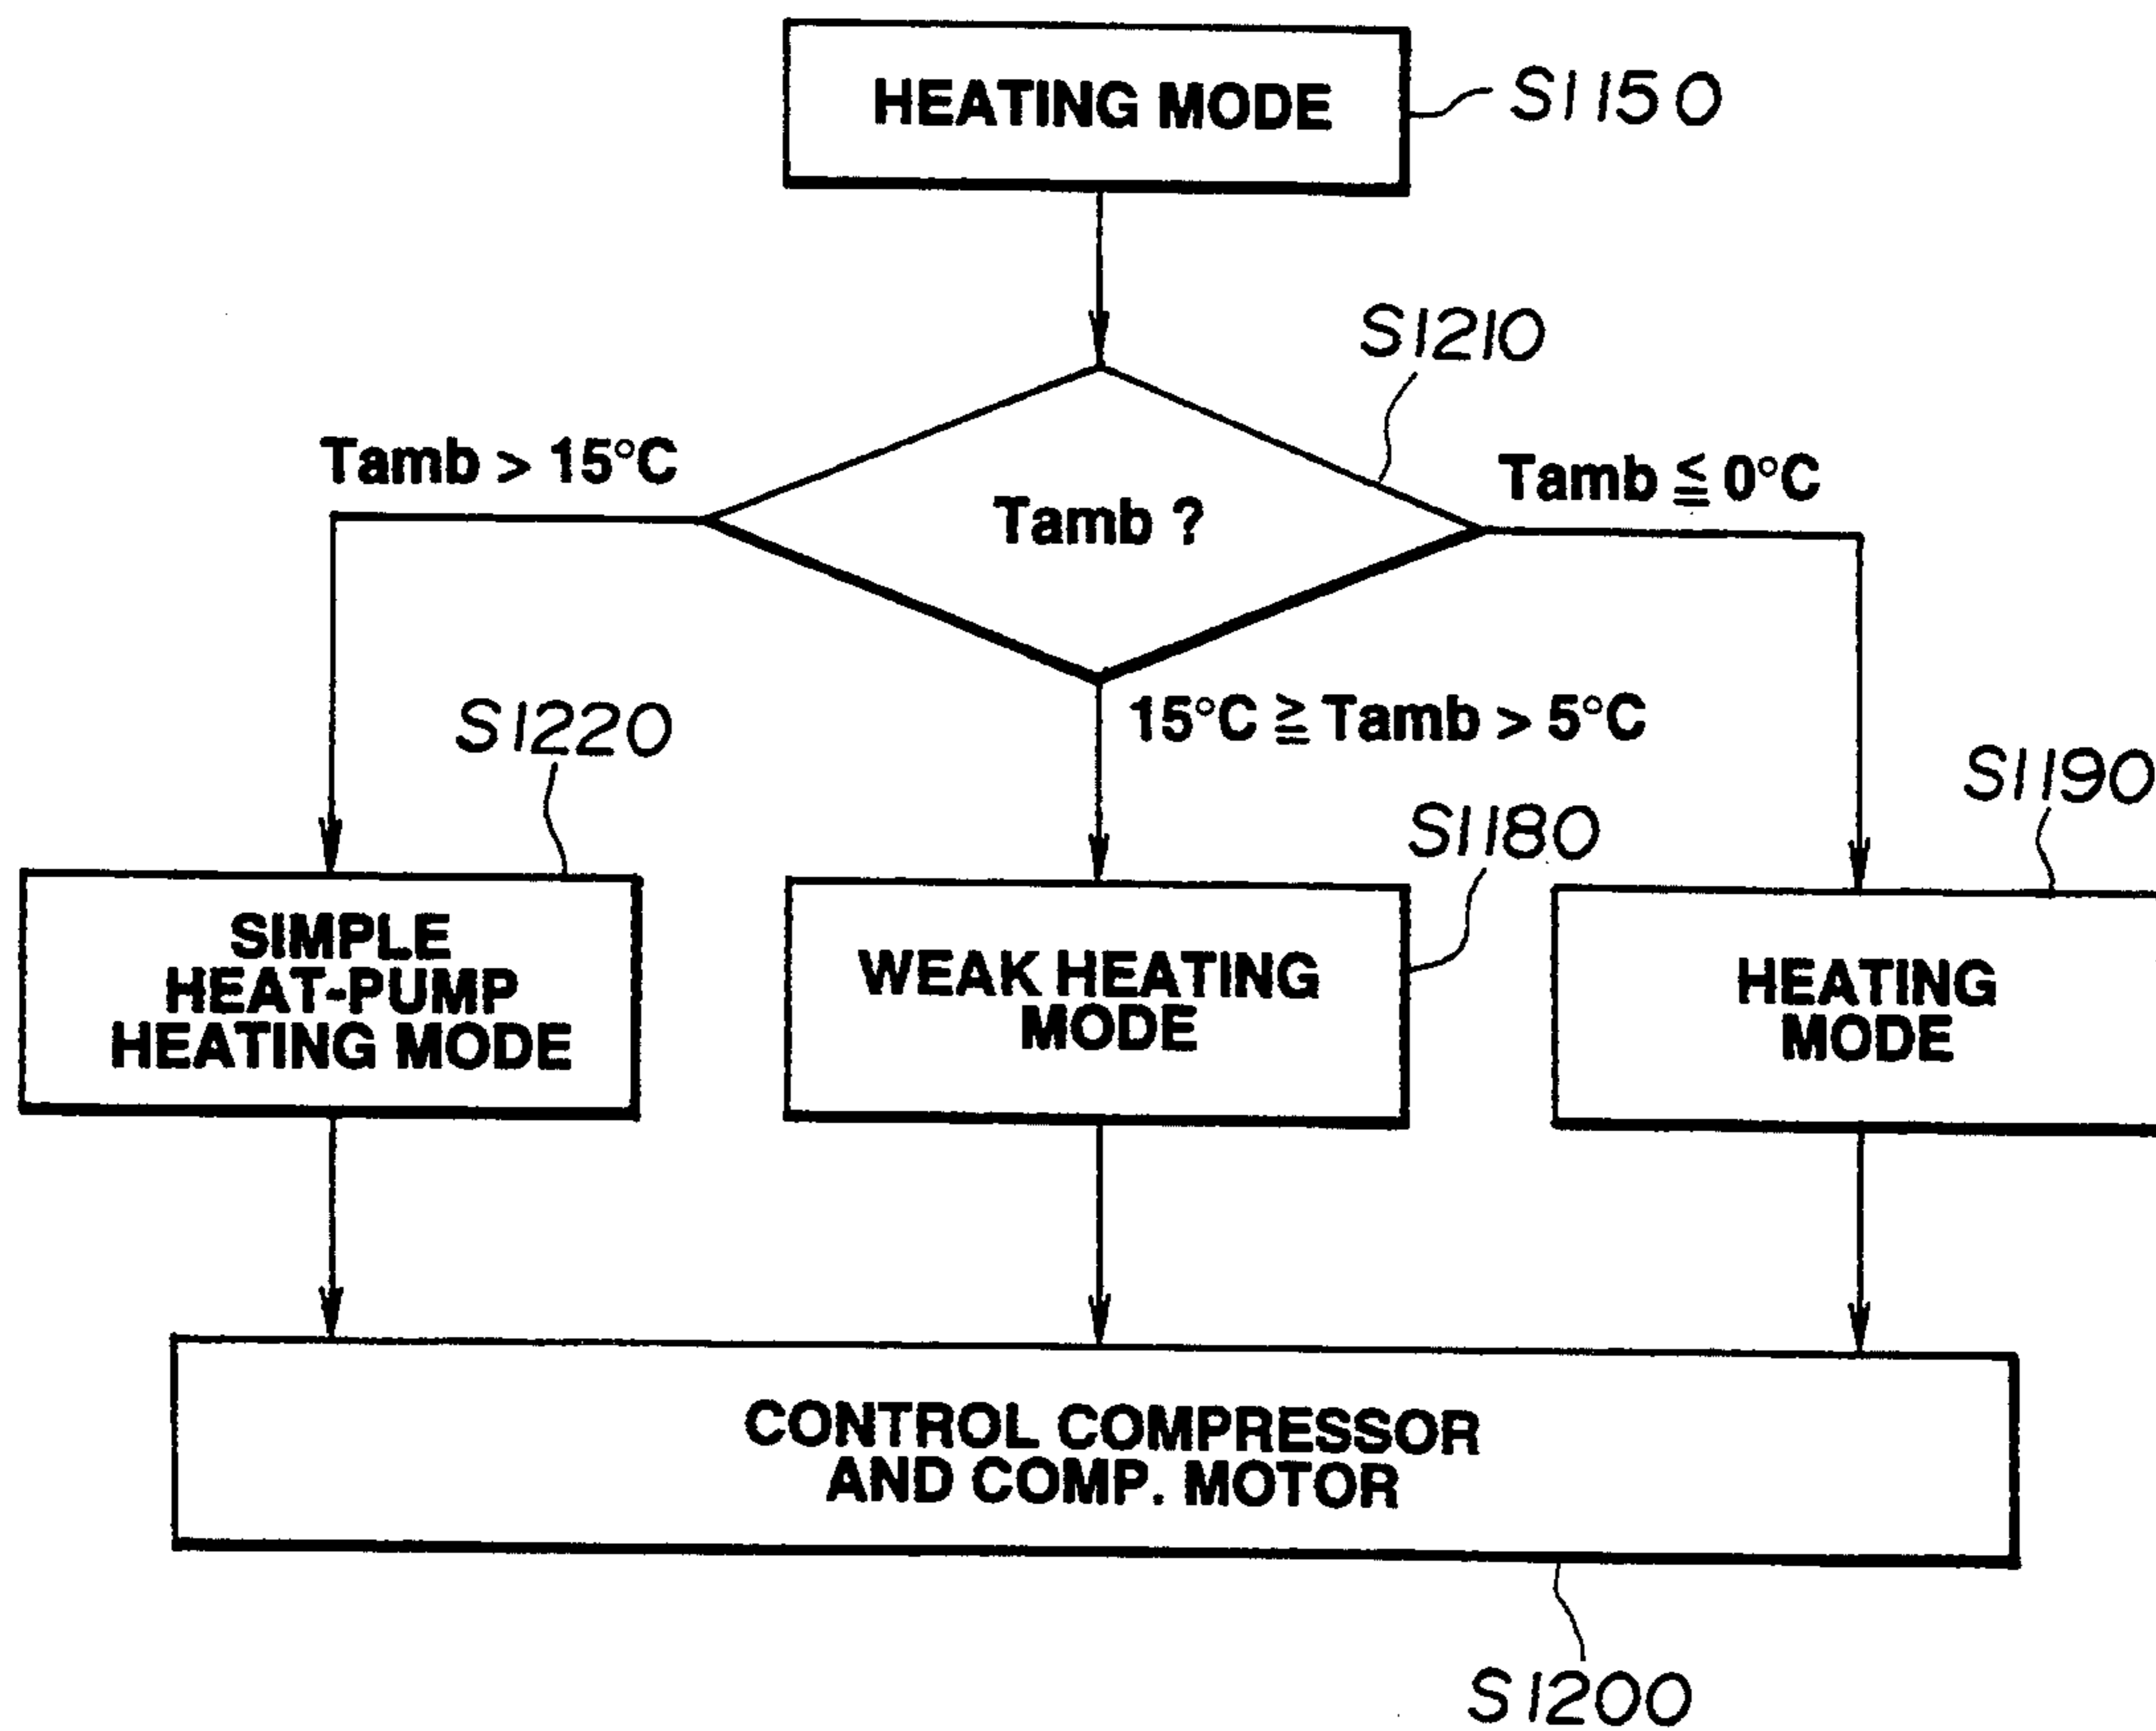 HEATING MODE
S1150
S1210
Tamb > 15°C
Tamb ≦ 0°C
Tamb ?
15°C ≧ Tamb > 5°C
S1220
S1180
S1190
SIMPLE
HEAT-PUMP
HEATING MODE
WEAK HEATING
MODE
HEATING
MODE
CONTROL COMPRESSOR
AND COMP. MOTOR
S1200